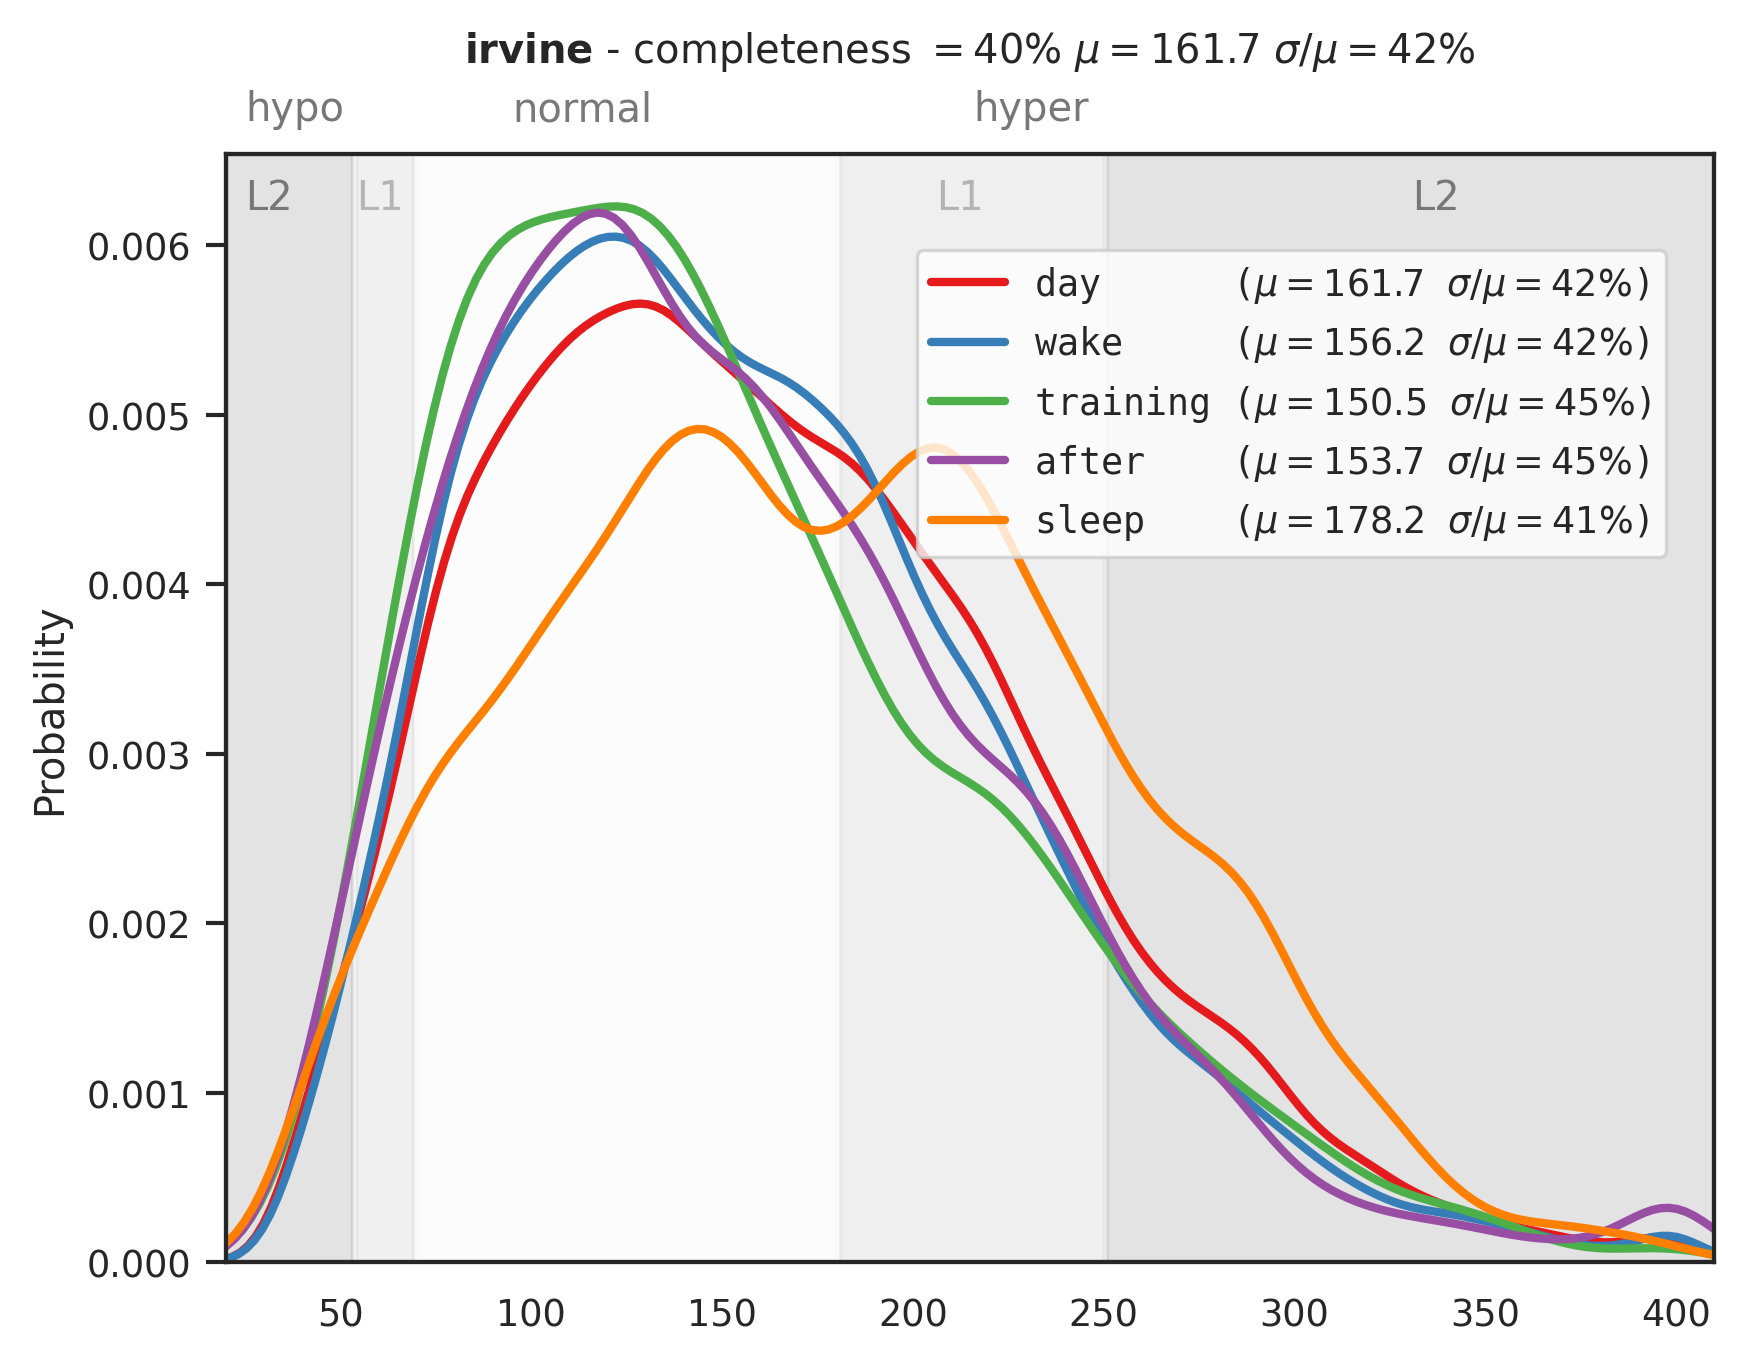 irvine - completeness = 40% μ = 161.7 σ/μ = 42%
hypo normal hyper
L2 L1 L1 L2
0.006
0.005
0.004
0.003
0.002
0.001
0.000
Probability
day (μ = 161.7 σ/μ = 42%)
wake (μ = 156.2 σ/μ = 42%)
training (μ = 150.5 σ/μ = 45%)
after (μ = 153.7 σ/μ = 45%)
sleep (μ = 178.2 σ/μ = 41%)
50 100 150 200 250 300 350 400